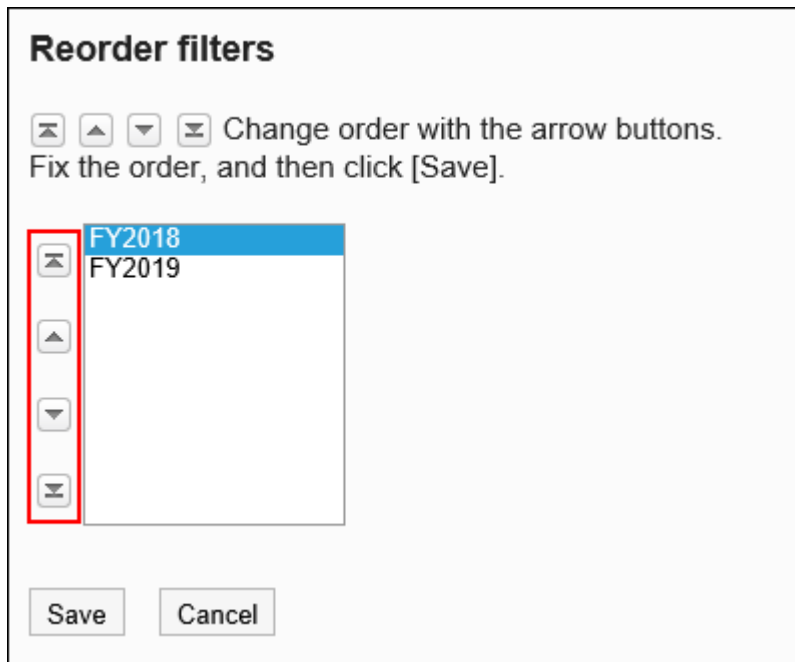 Reorder filters
Change order with the arrow buttons.
Fix the order, and then click [Save].
FY2018
FY2019
Save
Cancel